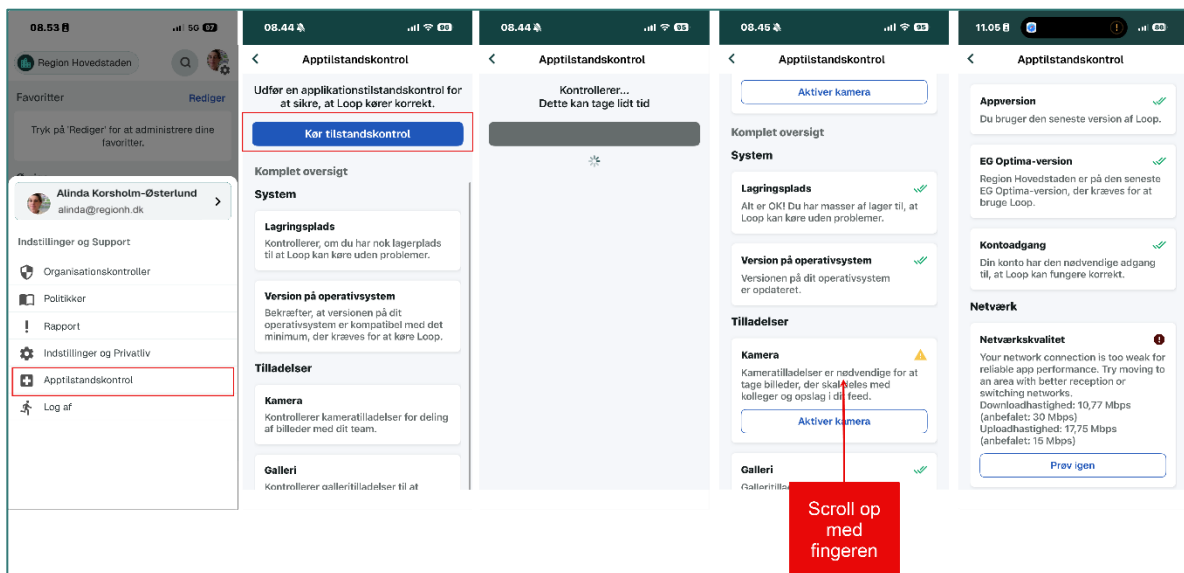 08.53
5G 97
Region Hovedstaden
Favoritter
Rediger
Tryk på 'Rediger' for at administrere dine
favoritter.
Alinda Korsholm-Østerlund
alinda@regionh.dk
Indstillinger og Support
Organisationskontroller
Politikker
Rapport
Indstillinger og Privatliv
Apptilstandskontrol
Log af
08.44
95
Apptilstandskontrol
Udfør en applikationstilstandskontrol for
at sikre, at Loop kører korrekt.
Kør tilstandskontrol
Komplet oversigt
System
Lagringsplads
Kontrollerer, om du har nok lagerplads
til at Loop kan køre uden problemer.
Version på operativsystem
Bekræfter, at versionen på dit
operativsystem er kompatibel med det
minimum, der kræves for at køre Loop.
Tilladelser
Kamera
Kontrollerer kameratilladelser for deling
af billeder med dit team.
Galleri
Kontrollerer galleritilladelser til at
08.44
95
Apptilstandskontrol
Kontrollerer...
Dette kan tage lidt tid
08.45
95
Apptilstandskontrol
Aktiver kamera
Komplet oversigt
System
Lagringsplads
Alt er OK! Du har masser af lager til, at
Loop kan køre uden problemer.
Version på operativsystem
Versionen på dit operativsystem
er opdateret.
Tilladelser
Kamera
Kameratilladelser er nødvendige for at
tage billeder, der skal deles med
kolleger og opslag i dit feed.
Aktiver kamera
Galleri
Scroll op
med
fingeren
11.05
80
Apptilstandskontrol
Appversion
Du bruger den seneste version af Loop.
EG Optima-version
Region Hovedstaden er på den seneste
EG Optima-version, der kræves for at
bruge Loop.
Kontoadgang
Din konto har den nødvendige adgang
til, at Loop kan fungere korrekt.
Netværk
Netværkskvalitet
Your network connection is too weak for
reliable app performance. Try moving to
an area with better reception or
switching networks.
Downloadhastighed: 10,77 Mbps
(anbefalet: 30 Mbps)
Uploadhastighed: 17,75 Mbps
(anbefalet: 15 Mbps)
Prøv igen